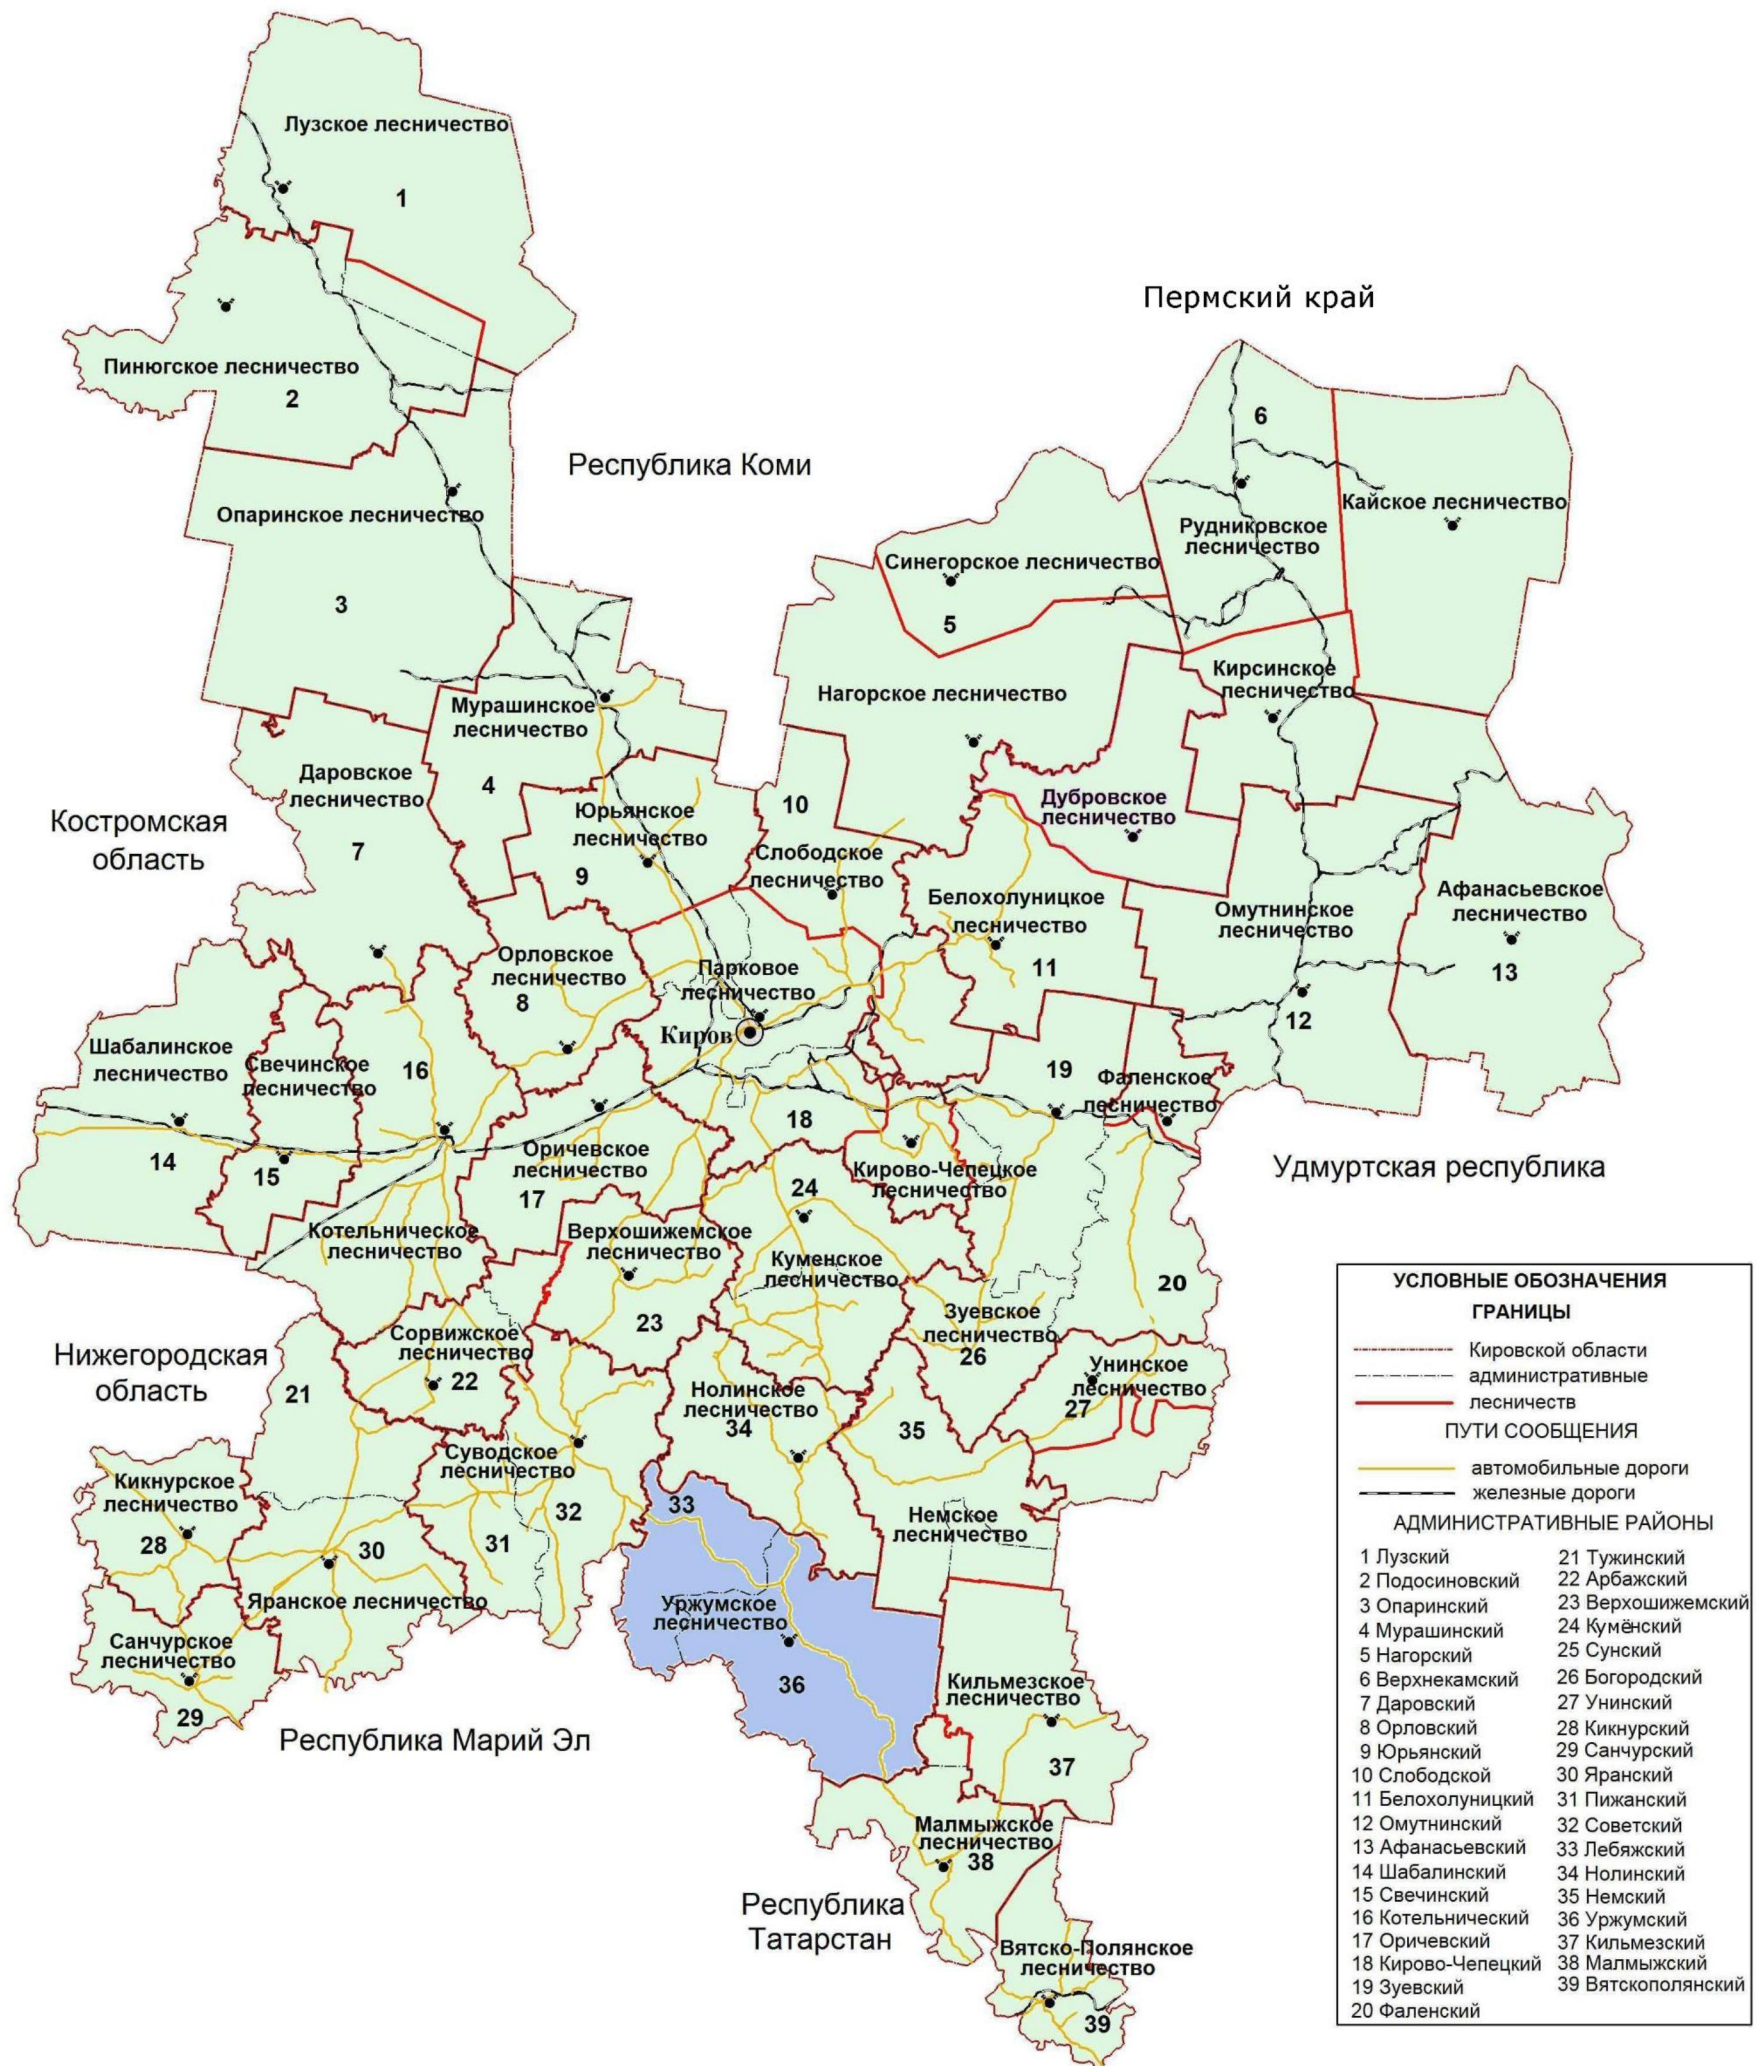 Лузское лесничество
1
Пермский край
Пинюгское лесничество
2
6
Республика Коми
Кайское лесничество
Опаринское лесничество
Рудниковское
лесничество
Синегорское лесничество
3
5
Кирсинское
лесничество
Нагорское лесничество
Мурашинское
лесничество
Даровское
лесничество
4
10
Дубровское
лесничество
Юрьянское
лесничество
Костромская
область
7
9
Слободское
лесничество
Белохолуницкое
лесничество
Омутнинское
лесничество
Афанасьевское
лесничество
Орловское
лесничество
8
Парковое
лесничество
11
13
12
Киров
Шабалинское
лесничество
Свечинское
лесничество
16
19
Фаленское
лесничество
18
14
15
Оричевское
лесничество
17
Кирово-Чепецкое
лесничество
Удмуртская республика
24
Котельническое
лесничество
Верхошижемское
лесничество
Куменское
лесничество
20
23
Зуевское
лесничество
26
Сорвижское
лесничество
22
Нижегородская
область
21
Нолинское
лесничество
34
Унинское
лесничество
27
35
Суводское
лесничество
Кикнурское
лесничество
28
33
32
31
30
Немское
лесничество
Яранское лесничество
Уржумское
лесничество
36
Санчурское
лесничество
29
Республика Марий Эл
Кильмезское
лесничество
37
Малмыжское
лесничество
38
Республика
Татарстан
Вятско-Полянское
лесничество
39
УСЛОВНЫЕ ОБОЗНАЧЕНИЯ
ГРАНИЦЫ
Кировской области
административные
лесничеств
ПУТИ СООБЩЕНИЯ
автомобильные дороги
железные дороги
АДМИНИСТРАТИВНЫЕ РАЙОНЫ
1 Лузский
2 Подосиновский
3 Опаринский
4 Мурашинский
5 Нагорский
6 Верхнекамский
7 Даровский
8 Орловский
9 Юрьянский
10 Слободской
11 Белохолуницкий
12 Омутнинский
13 Афанасьевский
14 Шабалинский
15 Свечинский
16 Котельнический
17 Оричевский
18 Кирово-Чепецкий
19 Зуевский
20 Фаленский
21 Тужинский
22 Арбажский
23 Верхошижемский
24 Кумёнский
25 Сунский
26 Богородский
27 Унинский
28 Кикнурский
29 Санчурский
30 Яранский
31 Пижанский
32 Советский
33 Лебяжский
34 Нолинский
35 Немский
36 Уржумский
37 Кильмезский
38 Малмыжский
39 Вятскополянский